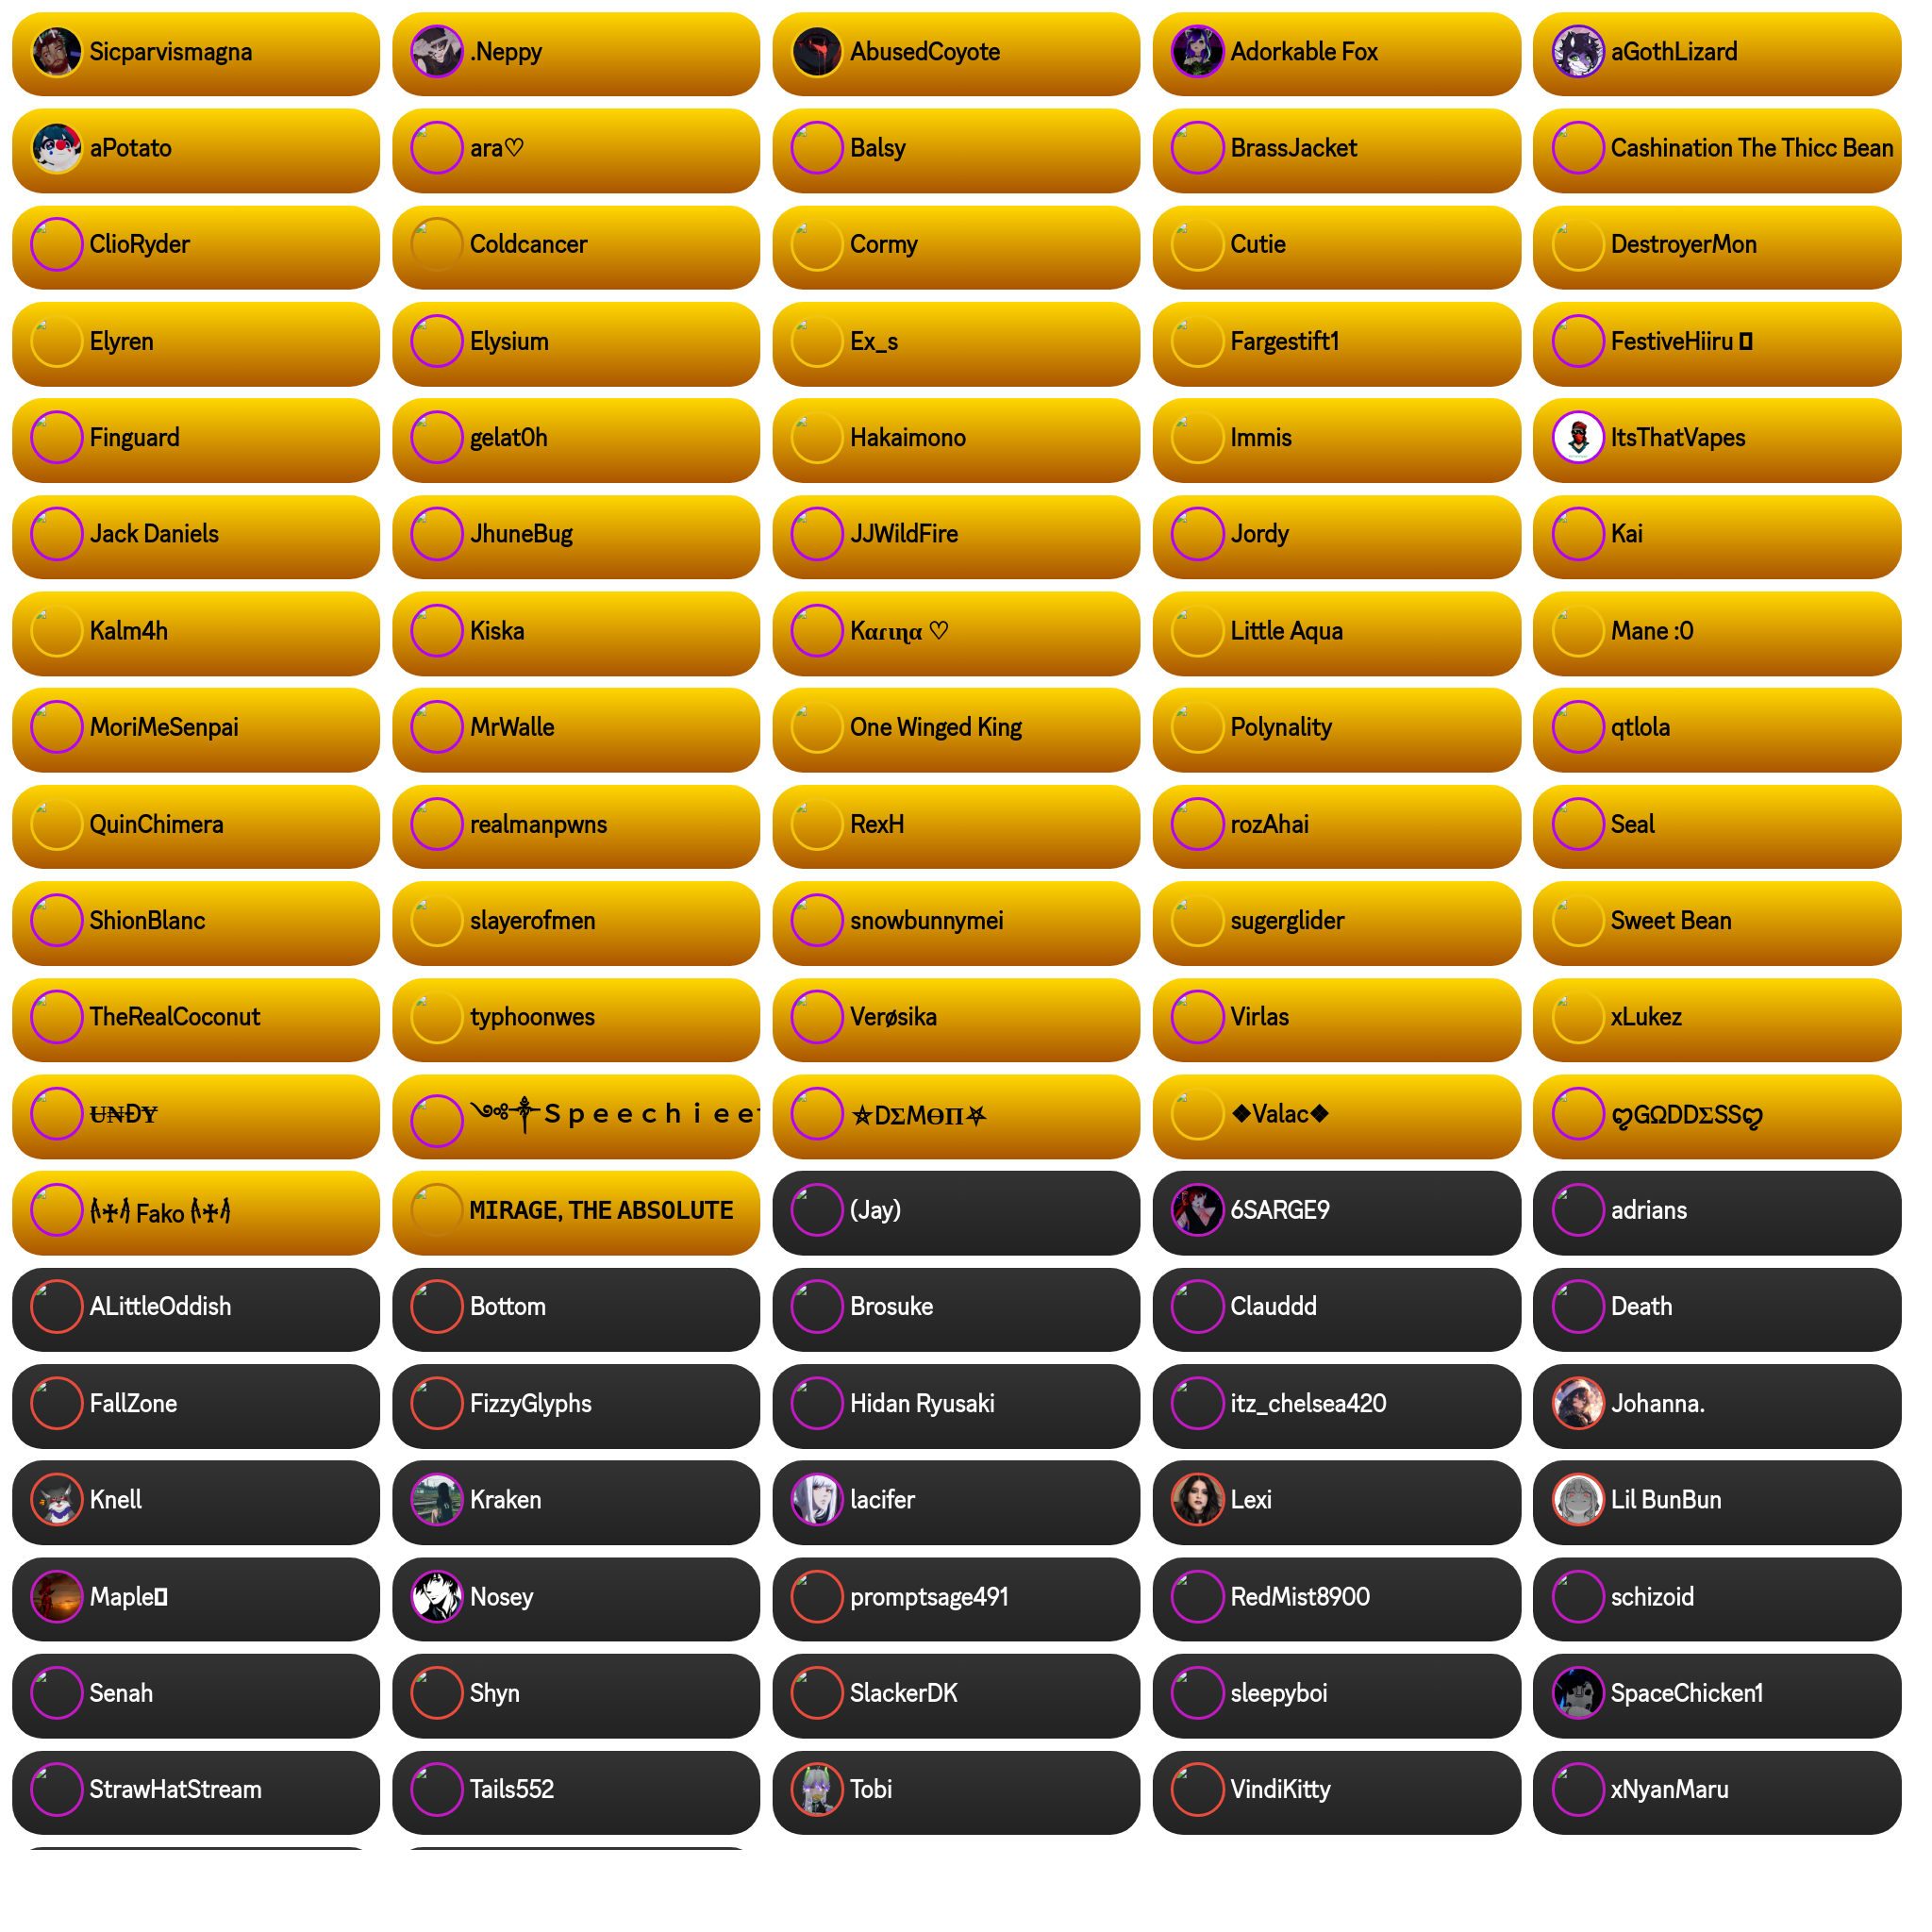 Sicparvismagna
.Neppy
AbusedCoyote
Adorkable Fox
aGothLizard
aPotato
ara♡
Balsy
BrassJacket
Cashination The Thicc Bean
ClioRyder
Coldcancer
Cormy
Cutie
DestroyerMon
Elyren
Elysium
Ex_s
Fargestift1
FestiveHiiru
Finguard
gelat0h
Hakaimono
Immis
ItsThatVapes
Jack Daniels
JhuneBug
JJWildFire
Jordy
Kai
Kalm4h
Kiska
Kαɾιɳα ♡
Little Aqua
Mane :0
MoriMeSenpai
MrWalle
One Winged King
Polynality
qtlola
QuinChimera
realmanpwns
RexH
rozAhai
Seal
ShionBlanc
slayerofmen
snowbunnymei
sugerglider
Sweet Bean
TheRealCoconut
typhoonwes
Verøsika
Virlas
xLukez
Ʉ₦ĐɎ
༺༒Ｓｐｅｅｃｈｉｅｅ
⛤DΣMӨΠ⛧
❖Valac❖
ღGΩDDΣSSღ
Fako
MIRAGE, THE ABSOLUTE
(Jay)
6SARGE9
adrians
ALittleOddish
Bottom
Brosuke
Clauddd
Death
FallZone
FizzyGlyphs
Hidan Ryusaki
itz_chelsea420
Johanna.
Knell
Kraken
lacifer
Lexi
Lil BunBun
Maple
Nosey
promptsage491
RedMist8900
schizoid
Senah
Shyn
SlackerDK
sleepyboi
SpaceChicken1
StrawHatStream
Tails552
Tobi
VindiKitty
xNyanMaru